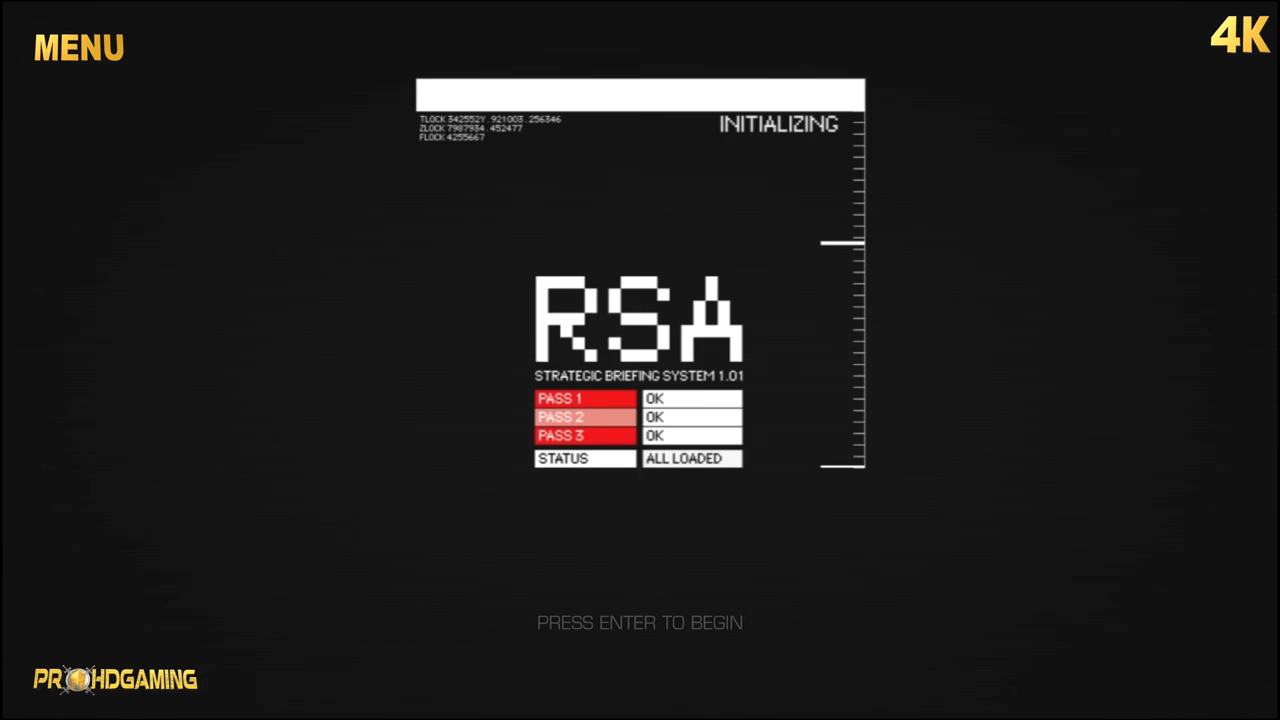 MENU
4K
TLOCK 342552Y . 921003 . 256346
ZLOCK 7987934 . 452477
FLOCK 4255667
INITIALIZING
RSA
STRATEGIC BRIEFING SYSTEM 1.01
PASS 1 OK
PASS 2 OK
PASS 3 OK
STATUS ALL LOADED
PRESS ENTER TO BEGIN
PROHDGAMING